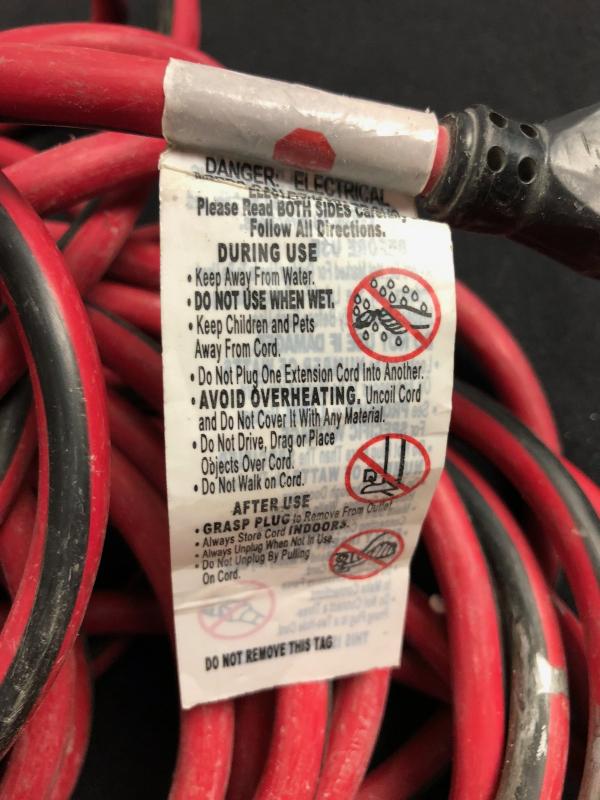 DANGER: ELECTRICAL
Please Read BOTH SIDES
Follow All Directions.
DURING USE
• Keep Away From Water.
• DO NOT USE WHEN WET.
• Keep Children and Pets
Away From Cord.
• Do Not Plug One Extension Cord Into Another.
• AVOID OVERHEATING. Uncoil Cord
and Do Not Cover It With Any Material.
• Do Not Drive, Drag or Place
Objects Over Cord.
• Do Not Walk on Cord.
AFTER USE
• GRASP PLUG to Remove From Outlet
• Always Store Cord INDOORS.
• Always Unplug When Not In Use.
• Do Not Unplug By Pulling
On Cord.
DO NOT REMOVE THIS TAG